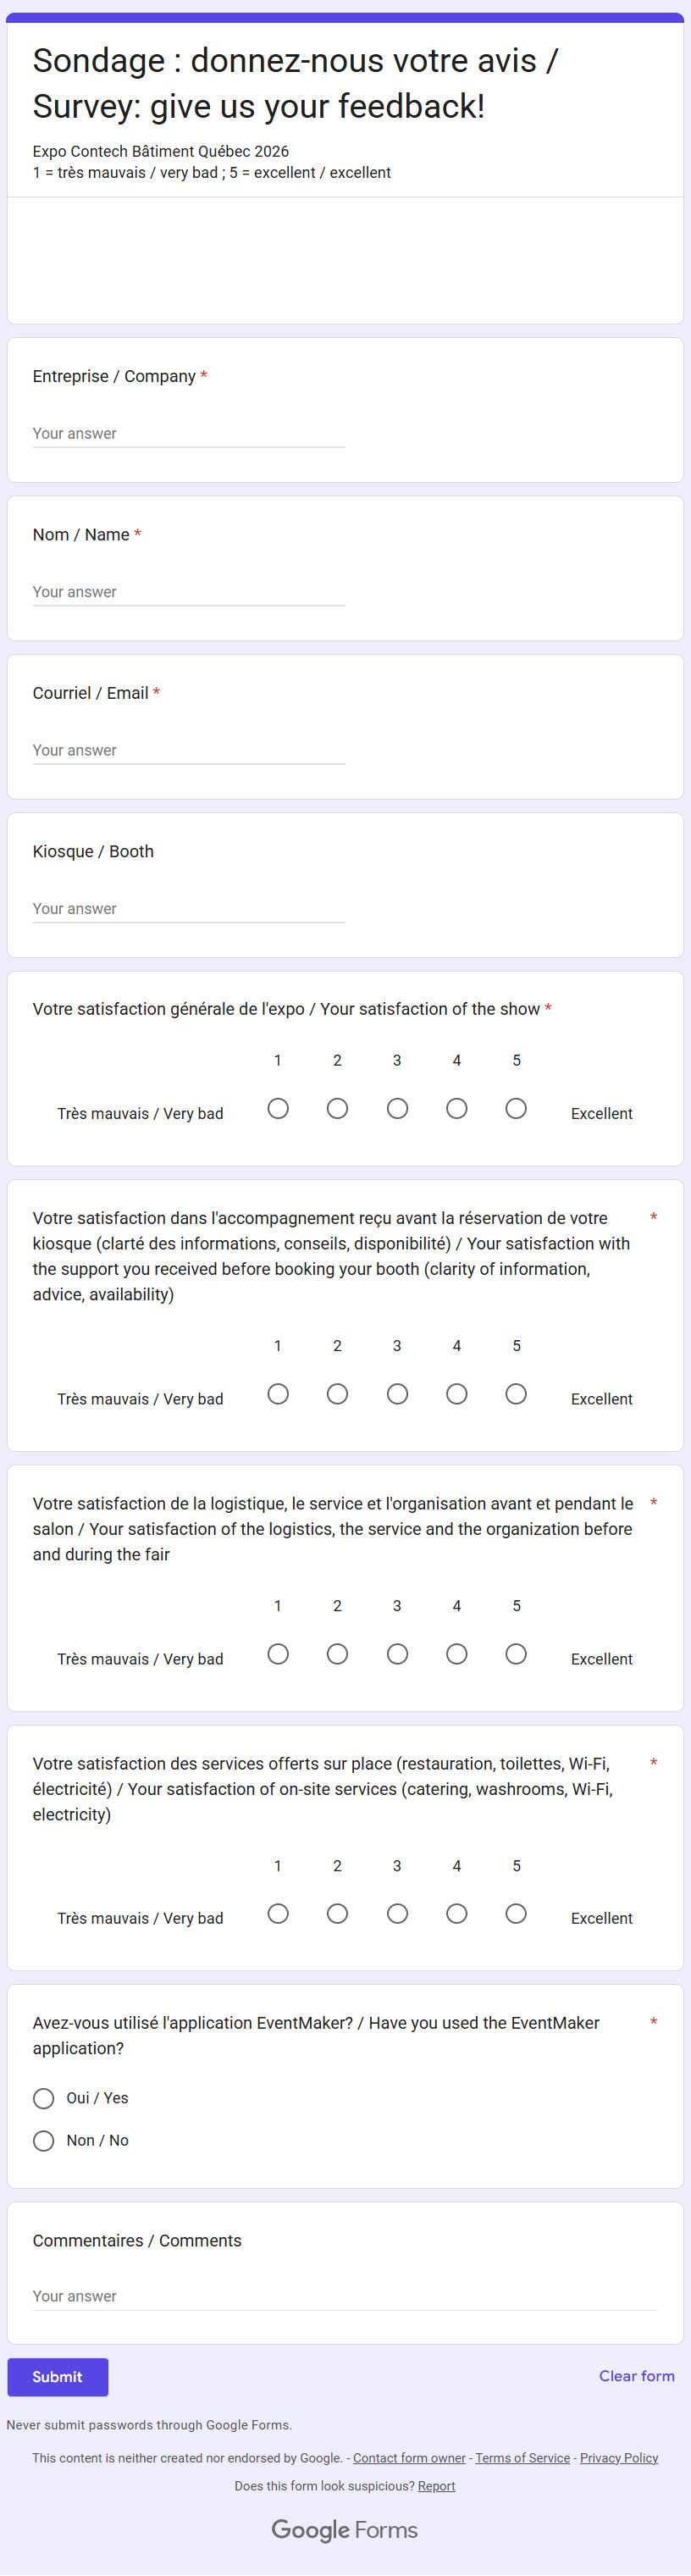 Sondage : donnez-nous votre avis /
Survey: give us your feedback!
Expo Contech Bâtiment Québec 2026
1 = très mauvais / very bad ; 5 = excellent / excellent
Entreprise / Company *
Your answer
Nom / Name *
Your answer
Courriel / Email *
Your answer
Kiosque / Booth
Your answer
Votre satisfaction générale de l'expo / Your satisfaction of the show *
1 2 3 4 5
Très mauvais / Very bad Excellent
Votre satisfaction dans l'accompagnement reçu avant la réservation de votre *
kiosque (clarté des informations, conseils, disponibilité) / Your satisfaction with
the support you received before booking your booth (clarity of information,
advice, availability)
1 2 3 4 5
Très mauvais / Very bad Excellent
Votre satisfaction de la logistique, le service et l'organisation avant et pendant le *
salon / Your satisfaction of the logistics, the service and the organization before
and during the fair
1 2 3 4 5
Très mauvais / Very bad Excellent
Votre satisfaction des services offerts sur place (restauration, toilettes, Wi-Fi, *
électricité) / Your satisfaction of on-site services (catering, washrooms, Wi-Fi,
electricity)
1 2 3 4 5
Très mauvais / Very bad Excellent
Avez-vous utilisé l'application EventMaker? / Have you used the EventMaker *
application?
Oui / Yes
Non / No
Commentaires / Comments
Your answer
Submit Clear form
Never submit passwords through Google Forms.
This content is neither created nor endorsed by Google. - Contact form owner - Terms of Service - Privacy Policy
Does this form look suspicious? Report
Google Forms